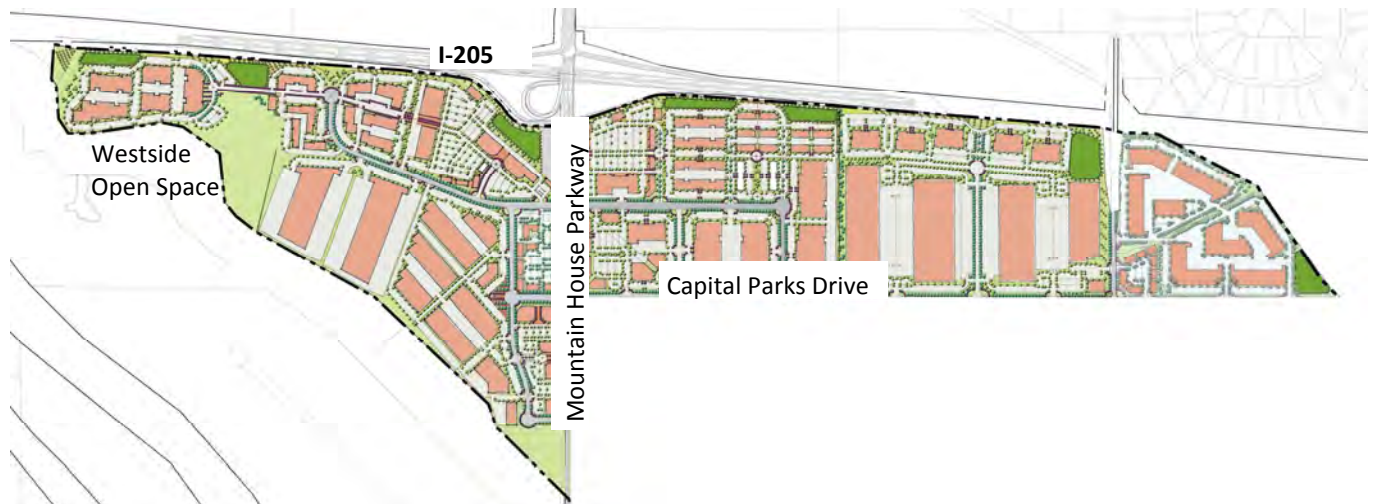 I-205
Westside
Open Space
Mountain House Parkway
Capital Parks Drive